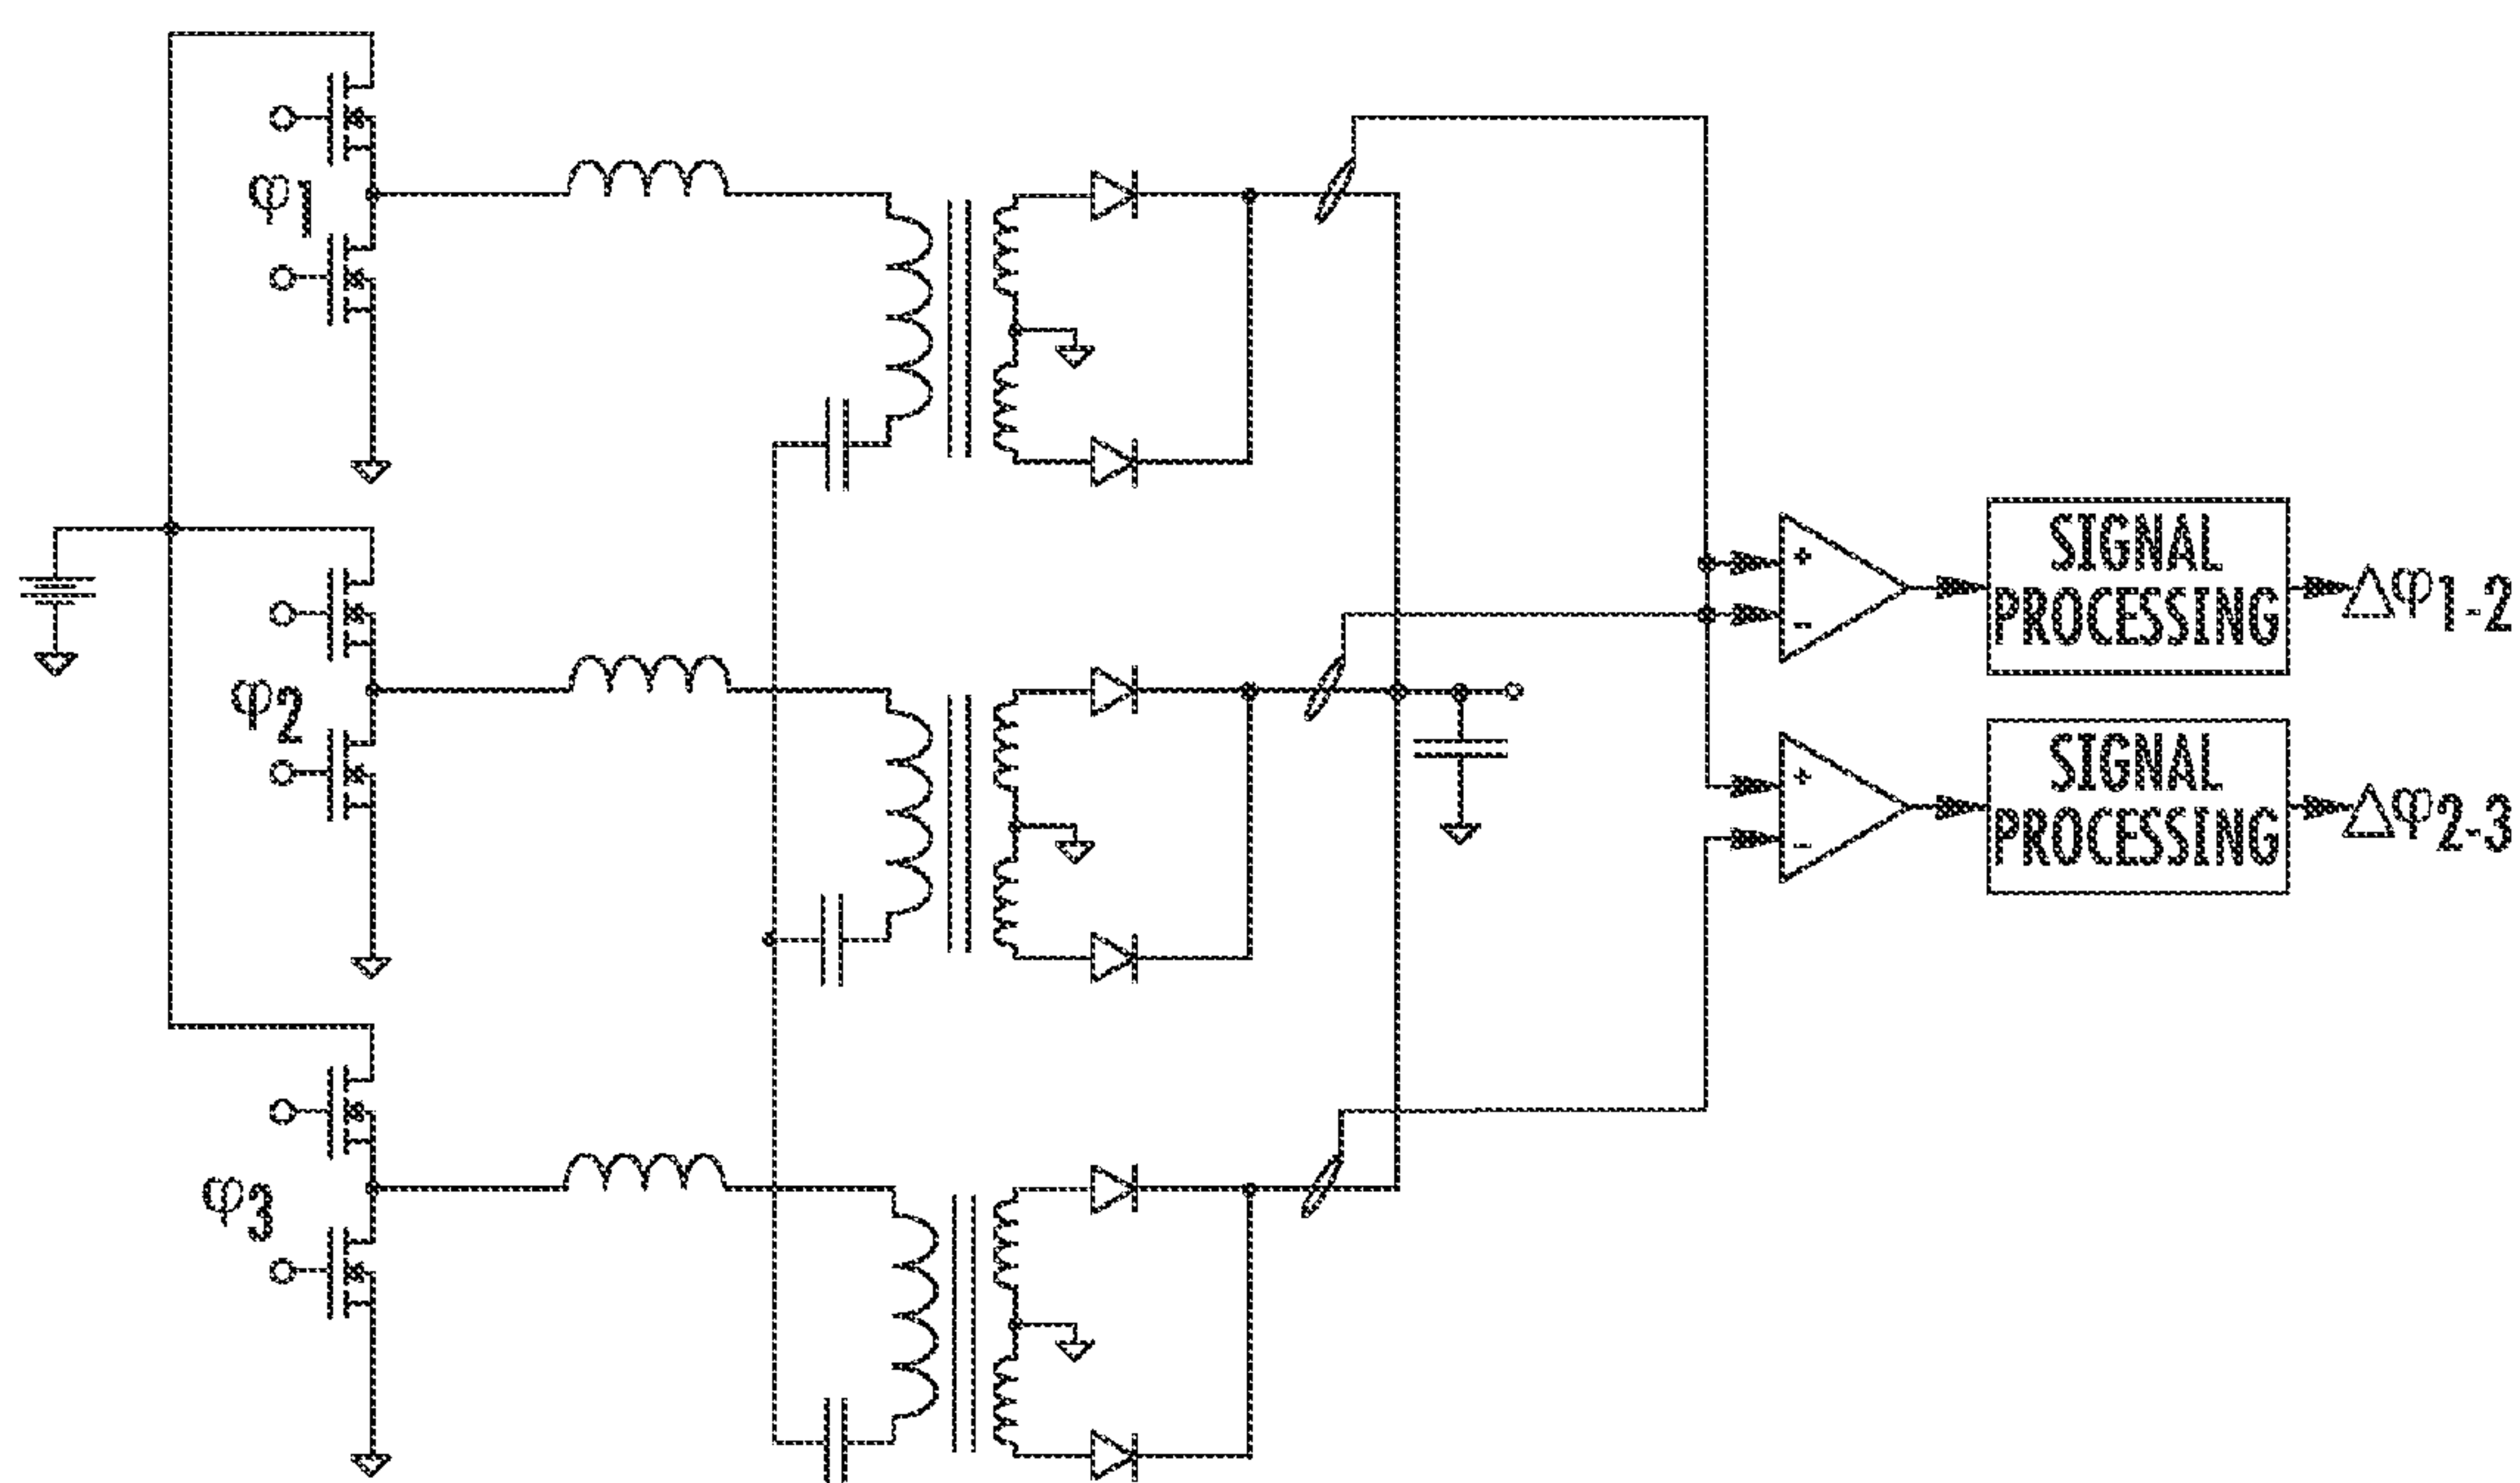 φ1
+
-
SIGNAL
PROCESSING
Δφ1-2
φ2
+
-
SIGNAL
PROCESSING
Δφ2-3
φ3